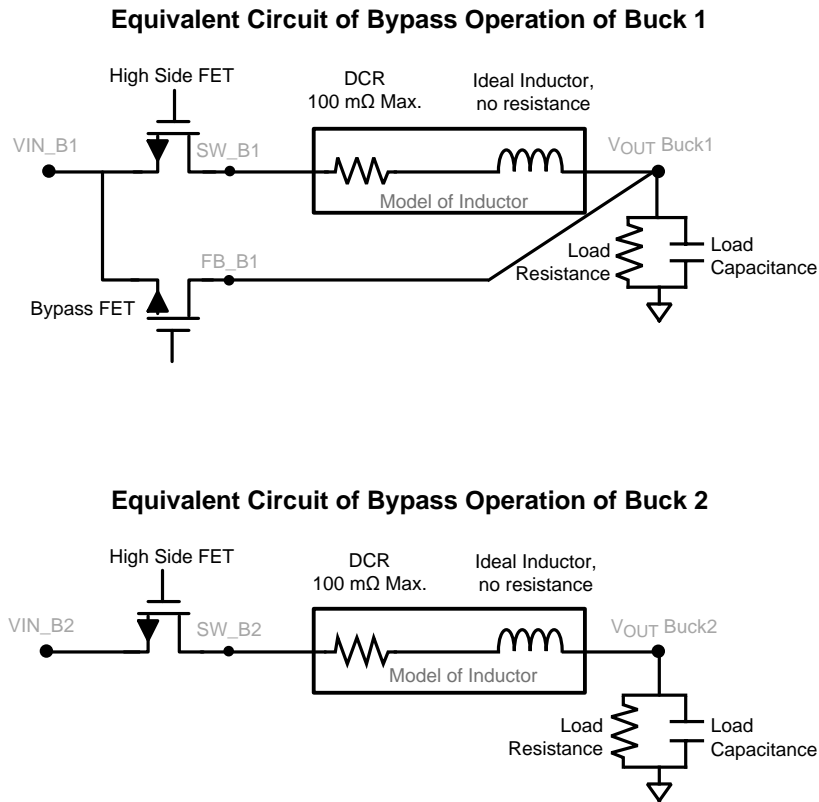 Equivalent Circuit of Bypass Operation of Buck 1
High Side FET
DCR
100 mΩ Max.
Ideal Inductor,
no resistance
VIN_B1
SW_B1
VOUT Buck1
Model of Inductor
FB_B1
Load
Resistance
Load
Capacitance
Bypass FET
Equivalent Circuit of Bypass Operation of Buck 2
High Side FET
DCR
100 mΩ Max.
Ideal Inductor,
no resistance
VIN_B2
SW_B2
VOUT Buck2
Model of Inductor
Load
Resistance
Load
Capacitance